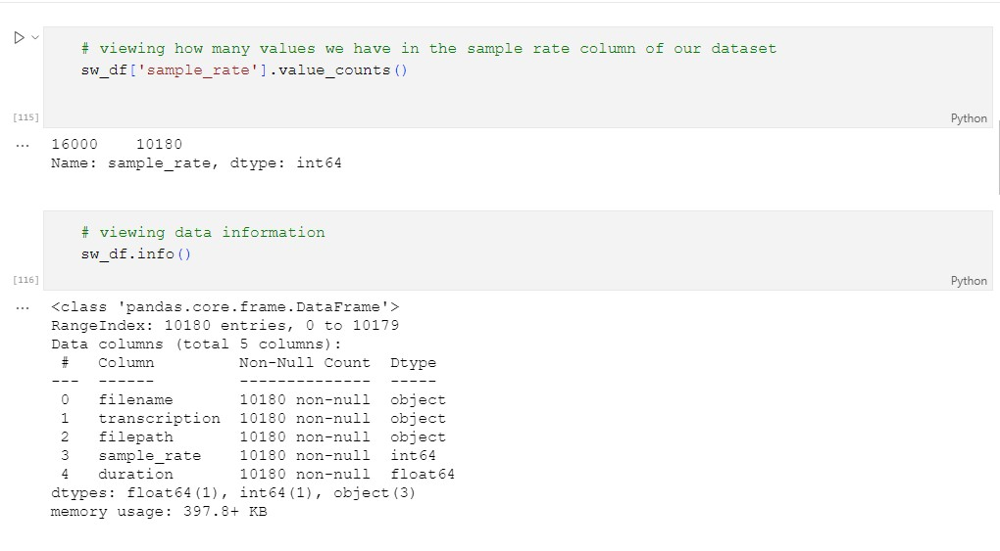 # viewing how many values we have in the sample rate column of our dataset
sw_df['sample_rate'].value_counts()
[115]
Python
...
16000    10180
Name: sample_rate, dtype: int64
# viewing data information
sw_df.info()
[116]
Python
...
<class 'pandas.core.frame.DataFrame'>
RangeIndex: 10180 entries, 0 to 10179
Data columns (total 5 columns):
 #   Column         Non-Null Count  Dtype
---  ------         --------------  -----
 0   filename       10180 non-null  object
 1   transcription  10180 non-null  object
 2   filepath       10180 non-null  object
 3   sample_rate    10180 non-null  int64
 4   duration       10180 non-null  float64
dtypes: float64(1), int64(1), object(3)
memory usage: 397.8+ KB